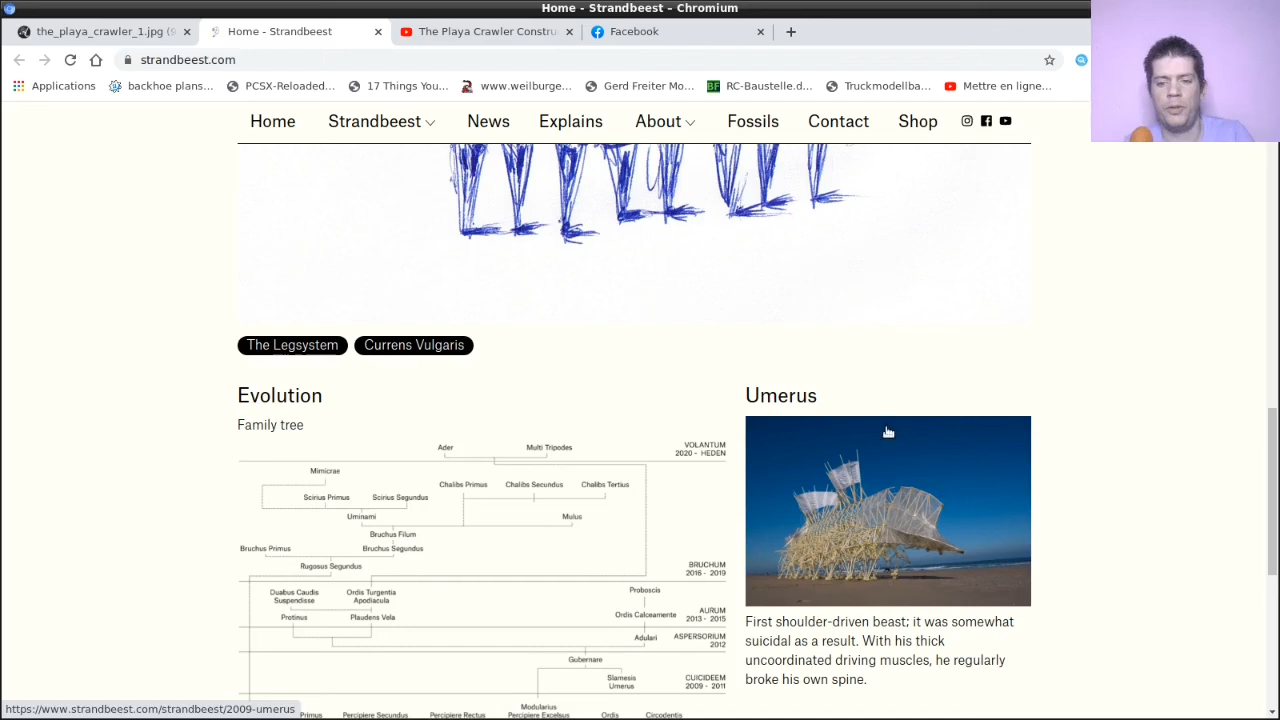 Home - Strandbeest - Chromium
the_playa_crawler_1.jpg (9
Home - Strandbeest
The Playa Crawler Constru
Facebook
strandbeest.com
Applications
backhoe plans...
PCSX-Reloaded...
17 Things You...
www.weilburge...
Gerd Freiter Mo...
RC-Baustelle.d...
Truckmodellba...
Mettre en ligne...
Home
Strandbeest
News
Explains
About
Fossils
Contact
Shop
The Legsystem
Currens Vulgaris
Evolution
Family tree
Ader
Multi Tripodes
VOLANTUM
2020 - HEDEN
Mimicrae
Scirius Primus
Scirius Segundus
Chalibs Primus
Chalibs Secundus
Chalibs Tertius
Uminami
Mulus
Bruchus Filum
Bruchus Primus
Bruchus Segundus
Rugosus Segundus
BRUCHUM
2016 - 2019
Duabus Caudis
Suspendisse
Ordis Turgentia
Apodiacula
Proboscis
Protinus
Plaudens Vela
Ordis Calceamente
AURUM
2013 - 2015
Adulari
ASPERSORIUM
2012
Gubernare
Slamesis
Umerus
CUICIDEEM
2009 - 2011
Primus
Percipiere Secundus
Percipiere Rectus
Modularius
Percipiere Excelsus
Ordis
Circodentis
Umerus
First shoulder-driven beast; it was somewhat
suicidal as a result. With his thick
uncoordinated driving muscles, he regularly
broke his own spine.
https://www.strandbeest.com/strandbeest/2009-umerus